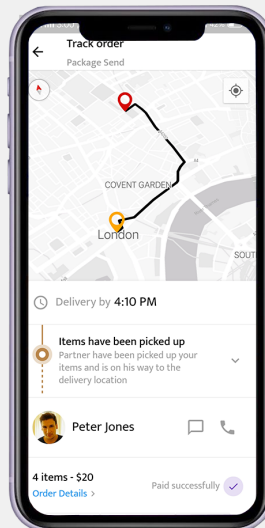 Track order
Package Send
COVENT GARDEN
London
SOUT
Delivery by 4:10 PM
Items have been picked up
Partner have been picked up your
items and is on his way to the
delivery location
Peter Jones
4 items - $20
Paid successfully
Order Details >